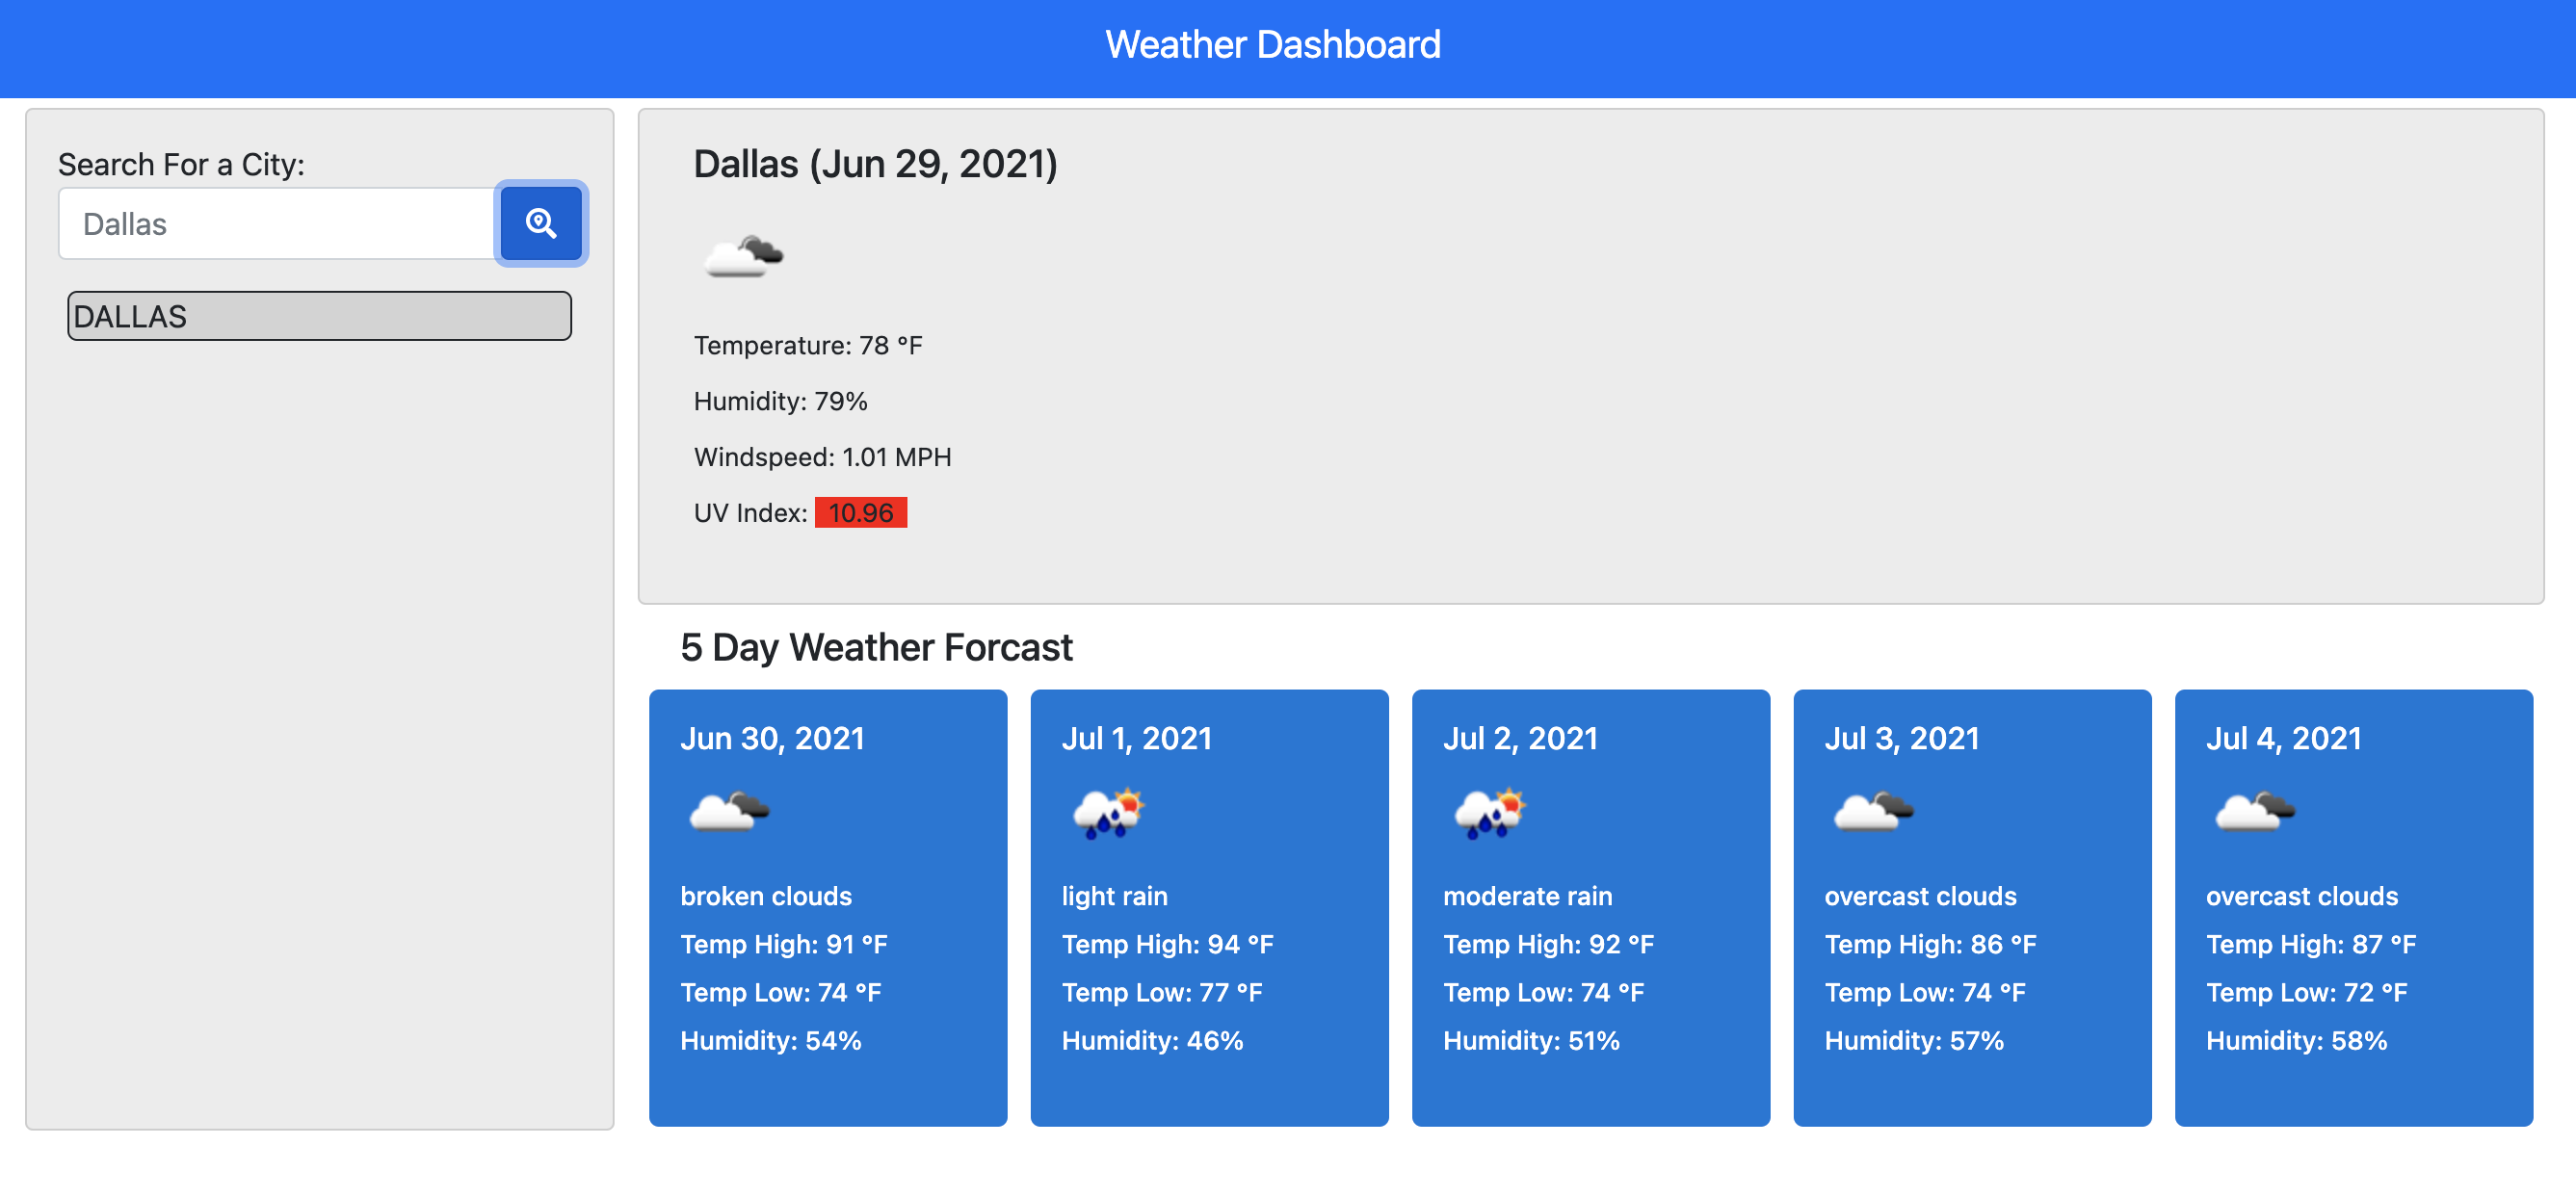 Weather Dashboard
Search For a City:
Dallas
DALLAS
Dallas (Jun 29, 2021)
Temperature: 78 °F
Humidity: 79%
Windspeed: 1.01 MPH
UV Index: 10.96
5 Day Weather Forcast
Jun 30, 2021
broken clouds
Temp High: 91 °F
Temp Low: 74 °F
Humidity: 54%
Jul 1, 2021
light rain
Temp High: 94 °F
Temp Low: 77 °F
Humidity: 46%
Jul 2, 2021
moderate rain
Temp High: 92 °F
Temp Low: 74 °F
Humidity: 51%
Jul 3, 2021
overcast clouds
Temp High: 86 °F
Temp Low: 74 °F
Humidity: 57%
Jul 4, 2021
overcast clouds
Temp High: 87 °F
Temp Low: 72 °F
Humidity: 58%